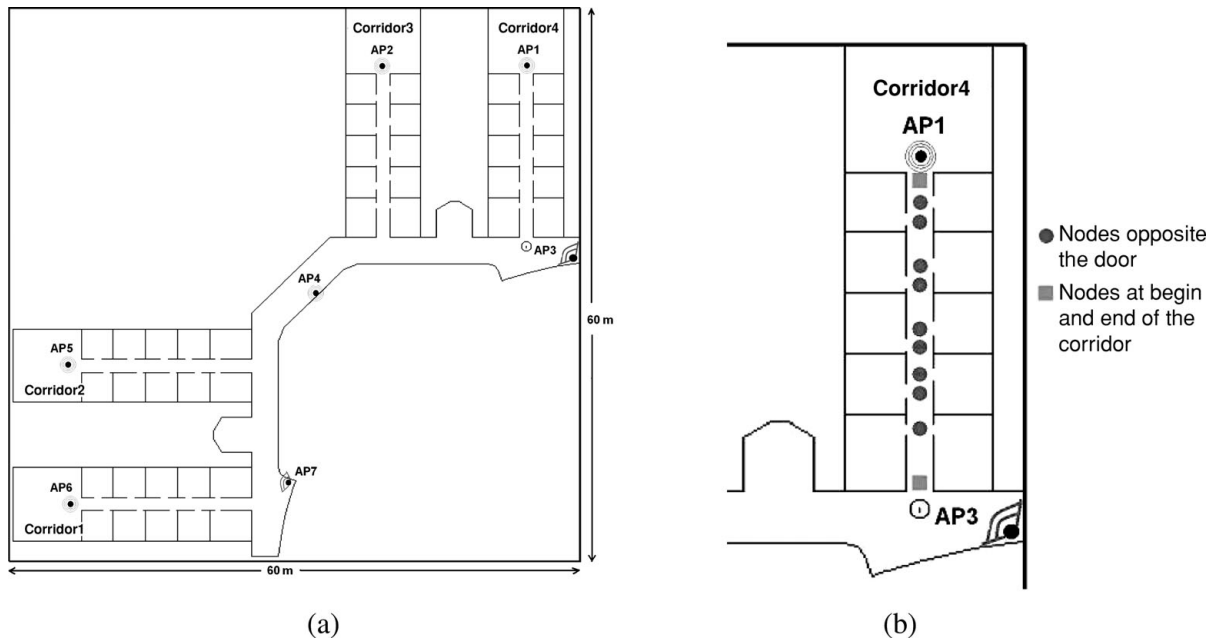 Corridor3
AP2
Corridor4
AP1
AP3
AP4
60 m
AP5
Corridor2
AP7
AP6
Corridor1
60 m
(a)
Corridor4
AP1
Nodes opposite
the door
Nodes at begin
and end of the
corridor
AP3
(b)